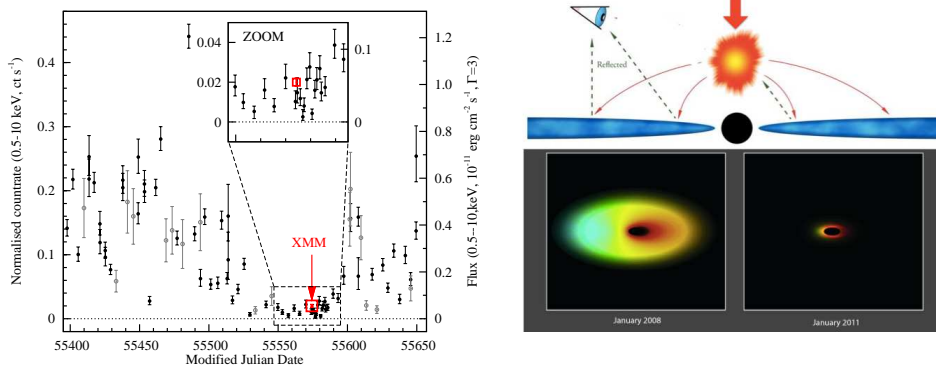 Normalised countrate (0.5−10 keV, ct s⁻¹)
0
0.1
0.2
0.3
0.4
ZOOM
0.04
0.02
0
0.1
0
XMM
1.2
1.0
0.8
0.6
0.4
0.2
0
Flux (0.5−−10,keV, 10⁻¹¹ erg cm⁻² s⁻¹, Γ=3)
55400
55450
55500
55550
55600
55650
Modified Julian Date
Reflected
January 2008
January 2011